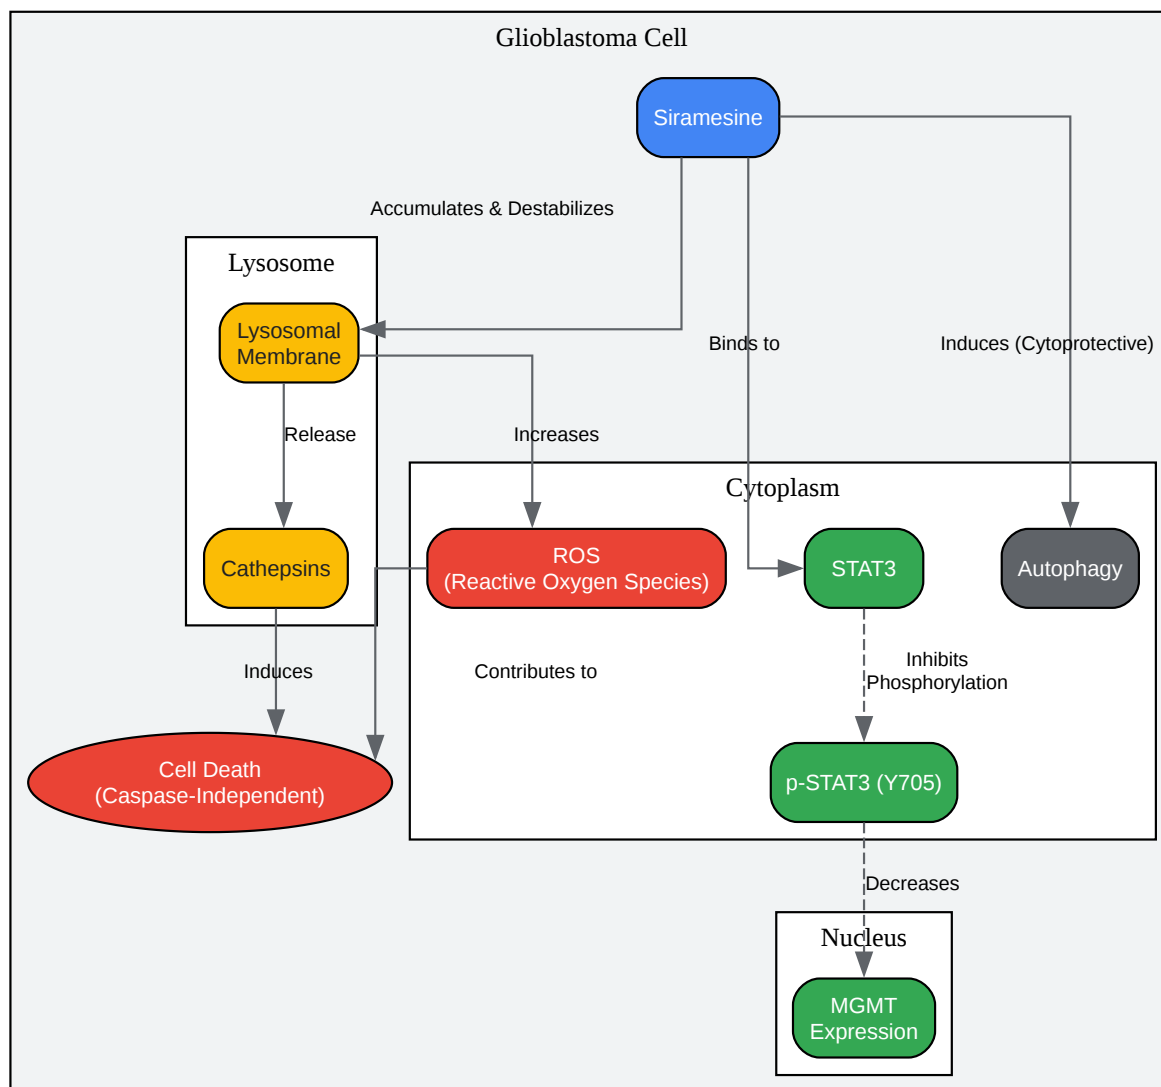 Glioblastoma Cell
Siramesine
Accumulates & Destabilizes
Lysosome
Lysosomal
Membrane
Binds to
Induces (Cytoprotective)
Release
Increases
Cytoplasm
Cathepsins
ROS
(Reactive Oxygen Species)
STAT3
Autophagy
Induces
Contributes to
Inhibits
Phosphorylation
Cell Death
(Caspase-Independent)
p-STAT3 (Y705)
Decreases
Nucleus
MGMT
Expression